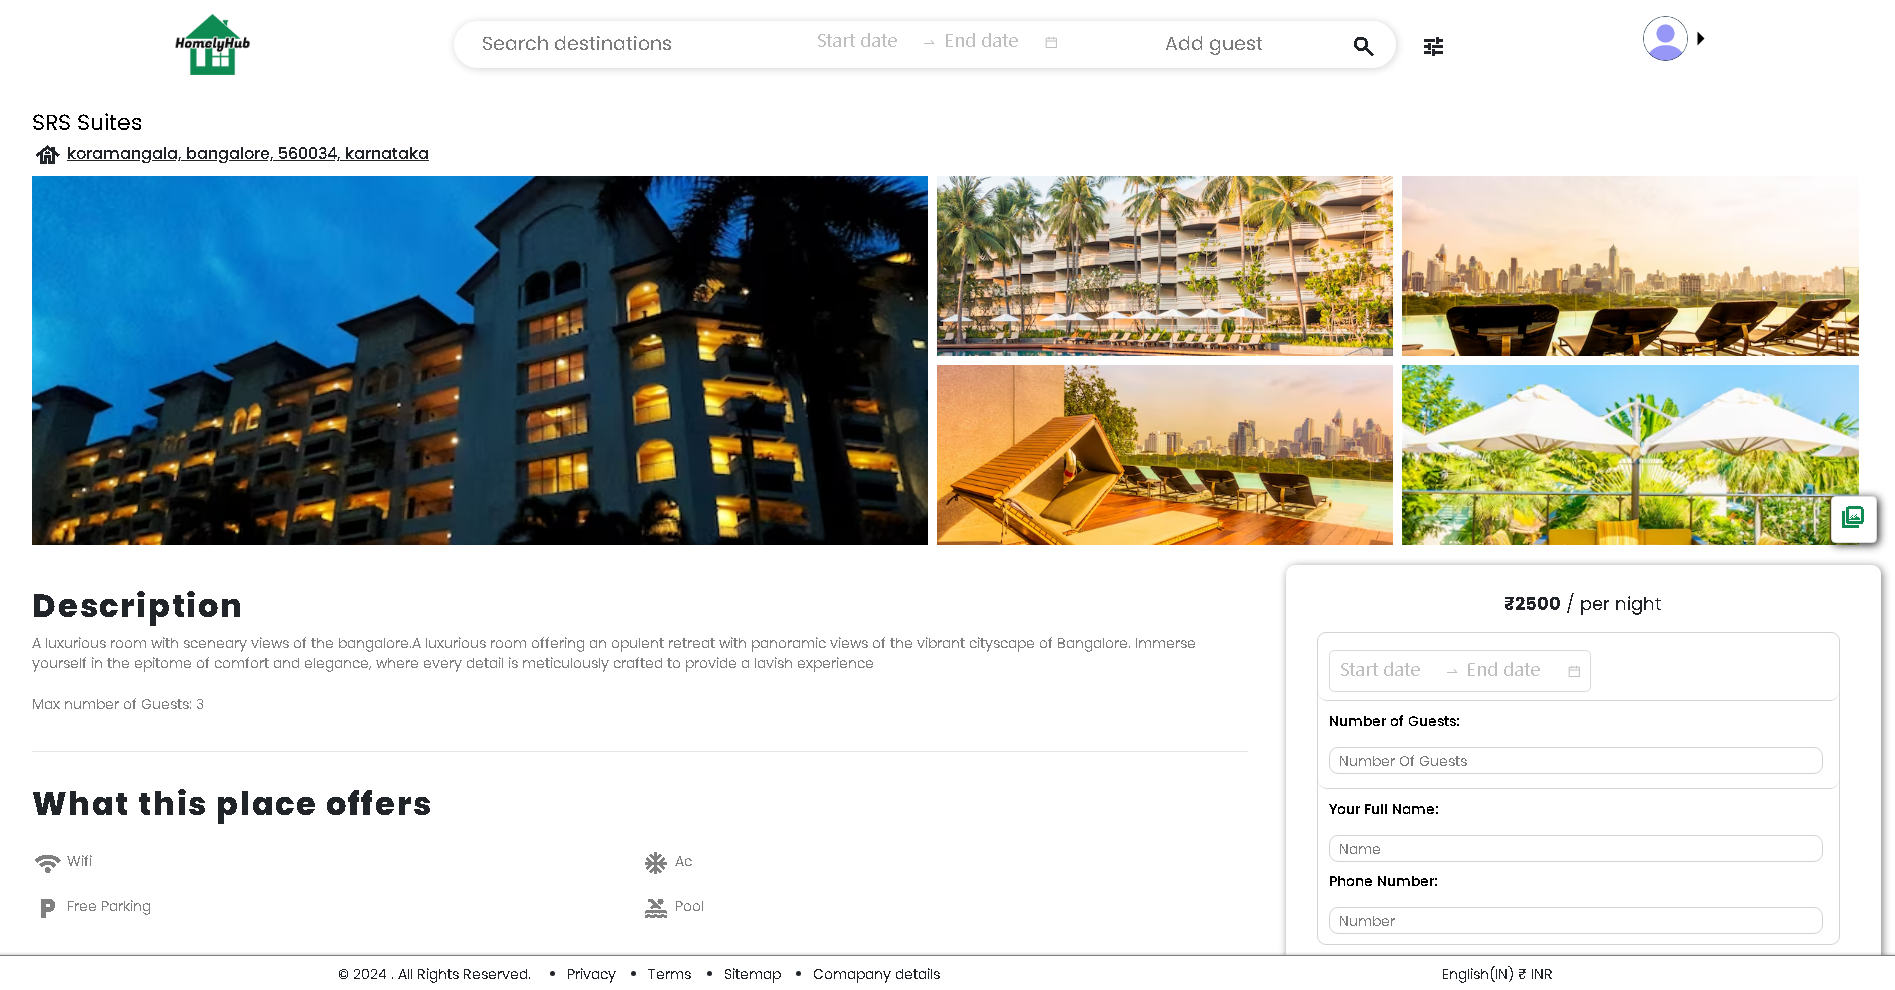 HomelyHub
Search destinations
Start date
End date
Add guest
SRS Suites
koramangala, bangalore, 560034, karnataka
Description
A luxurious room with sceneary views of the bangalore.A luxurious room offering an opulent retreat with panoramic views of the vibrant cityscape of Bangalore. Immerse
yourself in the epitome of comfort and elegance, where every detail is meticulously crafted to provide a lavish experience
Max number of Guests: 3
What this place offers
Wifi
Ac
Free Parking
Pool
₹2500 / per night
Start date
End date
Number of Guests:
Number Of Guests
Your Full Name:
Name
Phone Number:
Number
© 2024 . All Rights Reserved. • Privacy • Terms • Sitemap • Comapany details
English(IN) ₹ INR